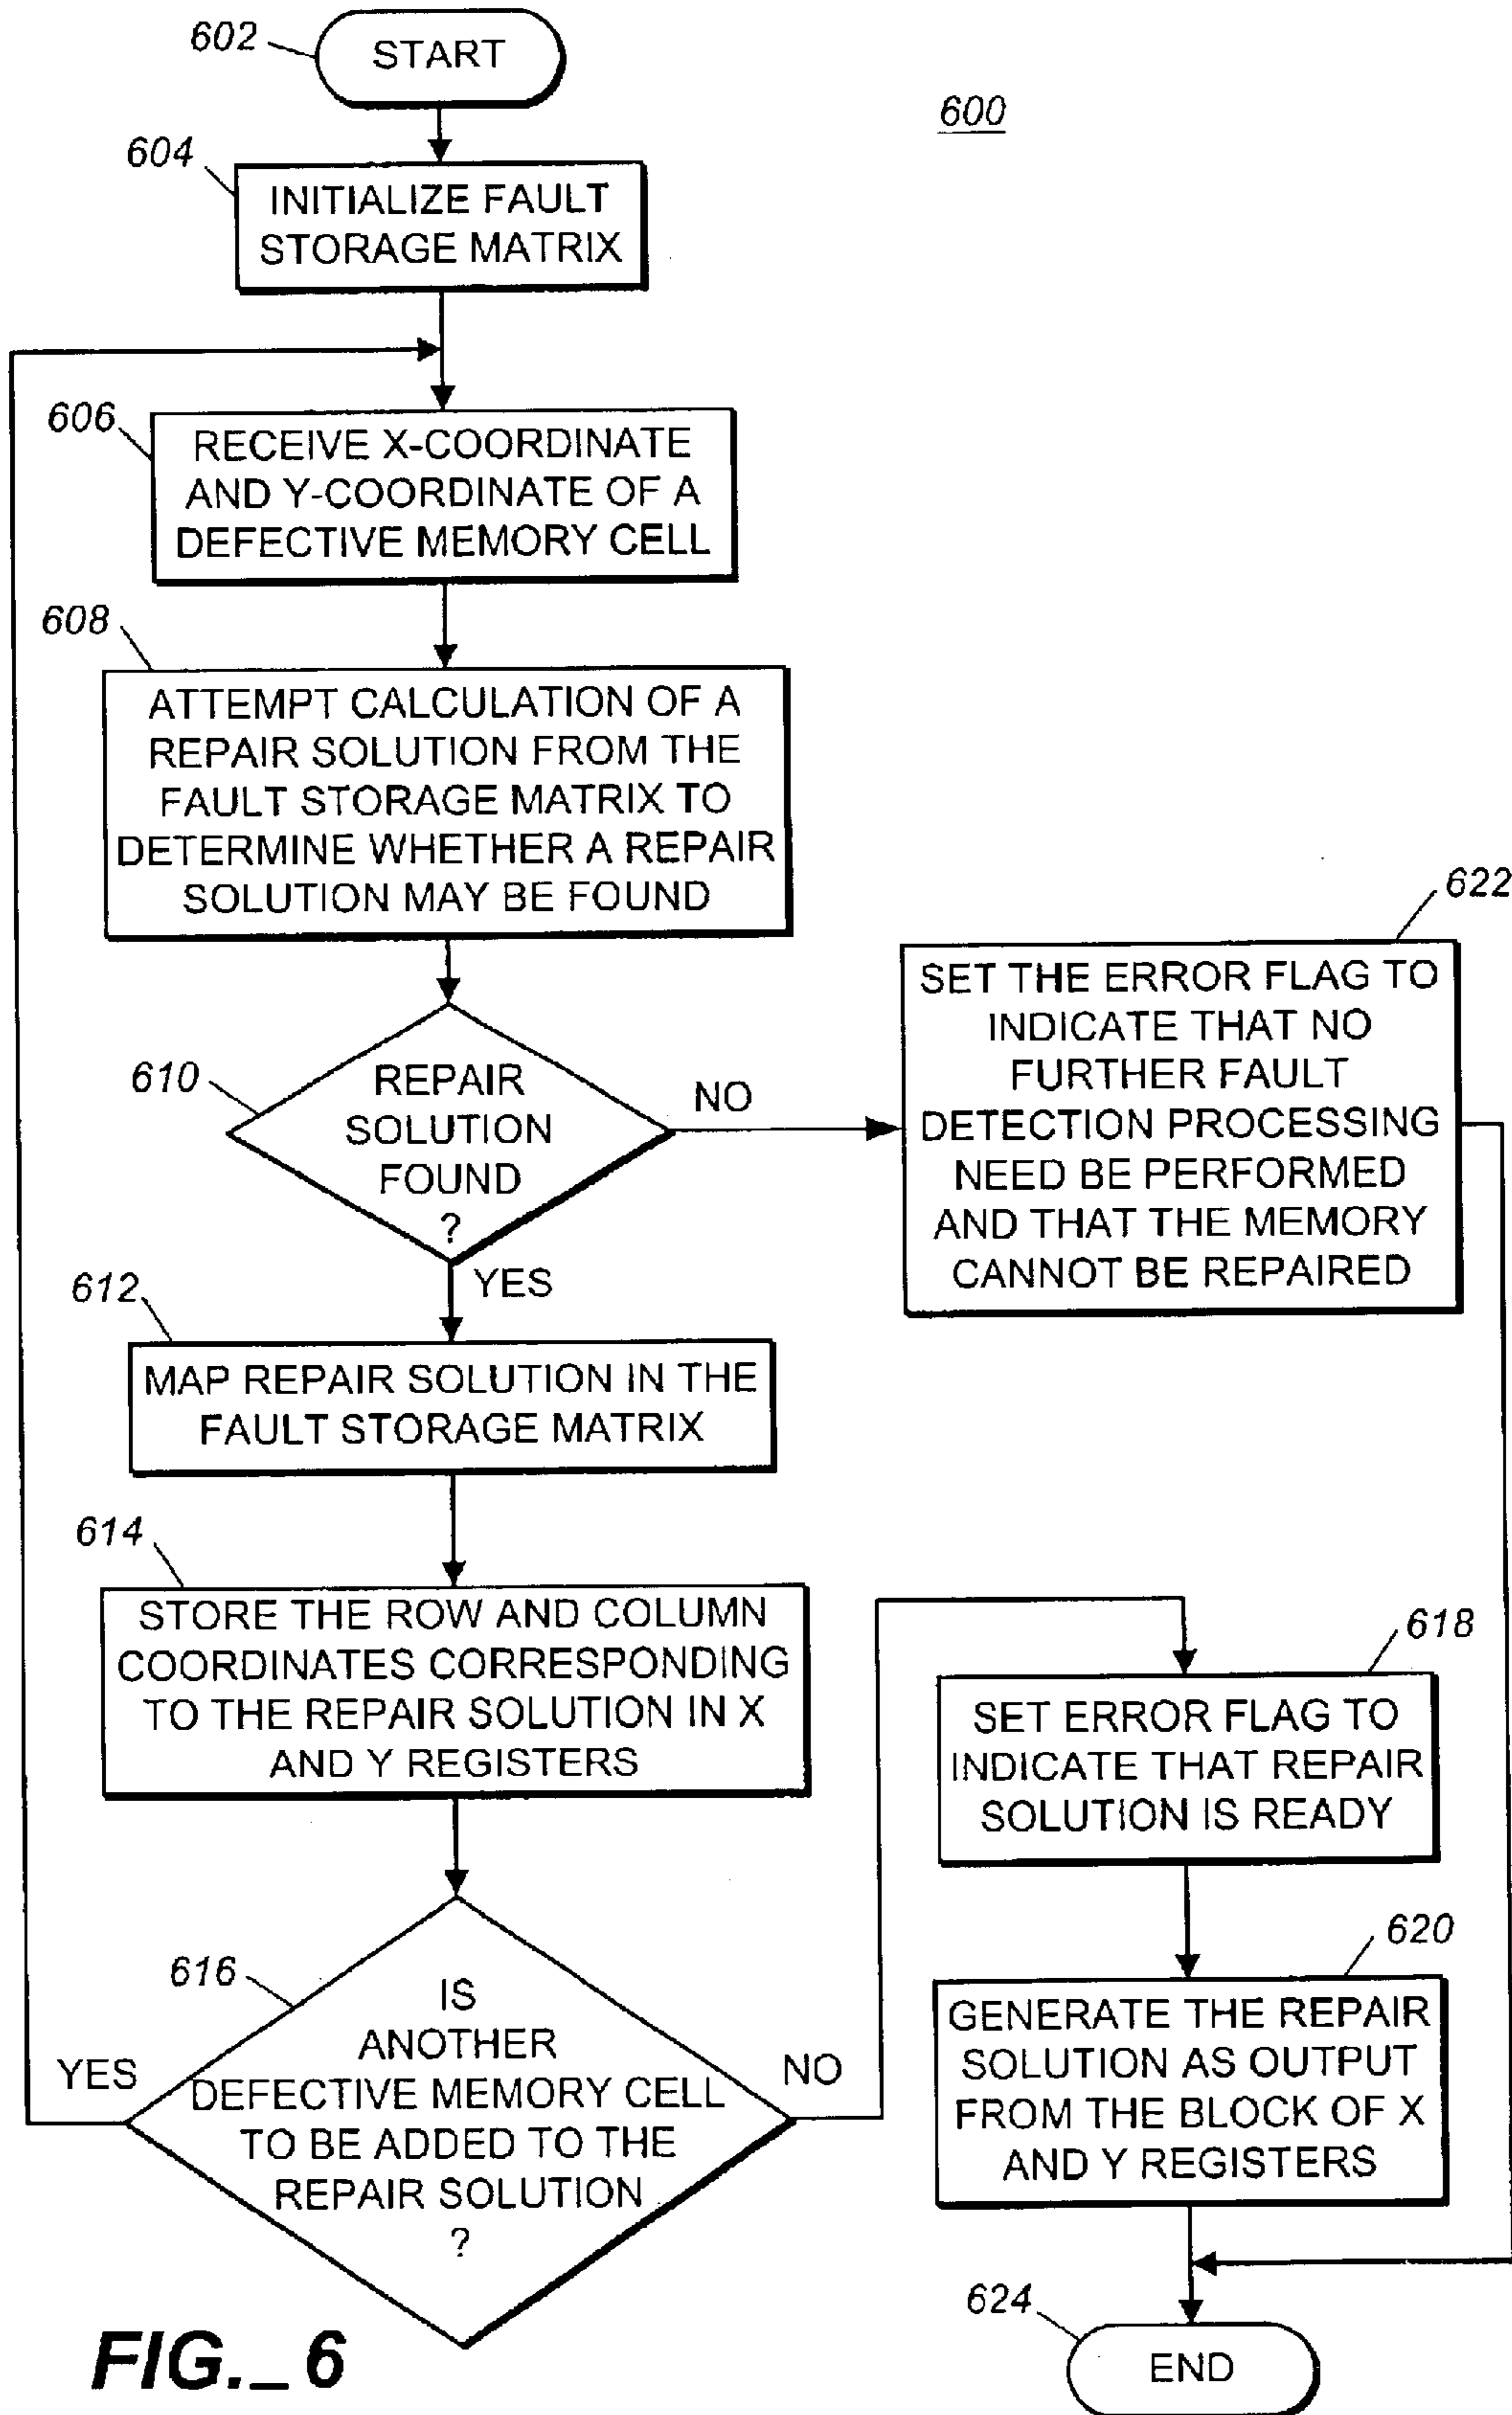 602
START
600
604
INITIALIZE FAULT
STORAGE MATRIX
606
RECEIVE X-COORDINATE
AND Y-COORDINATE OF A
DEFECTIVE MEMORY CELL
608
ATTEMPT CALCULATION OF A
REPAIR SOLUTION FROM THE
FAULT STORAGE MATRIX TO
DETERMINE WHETHER A REPAIR
SOLUTION MAY BE FOUND
610
REPAIR
SOLUTION
FOUND
?
NO
YES
622
SET THE ERROR FLAG TO
INDICATE THAT NO
FURTHER FAULT
DETECTION PROCESSING
NEED BE PERFORMED
AND THAT THE MEMORY
CANNOT BE REPAIRED
612
MAP REPAIR SOLUTION IN THE
FAULT STORAGE MATRIX
614
STORE THE ROW AND COLUMN
COORDINATES CORRESPONDING
TO THE REPAIR SOLUTION IN X
AND Y REGISTERS
616
IS
ANOTHER
DEFECTIVE MEMORY CELL
TO BE ADDED TO THE
REPAIR SOLUTION
?
YES
NO
618
SET ERROR FLAG TO
INDICATE THAT REPAIR
SOLUTION IS READY
620
GENERATE THE REPAIR
SOLUTION AS OUTPUT
FROM THE BLOCK OF X
AND Y REGISTERS
624
END
FIG._6